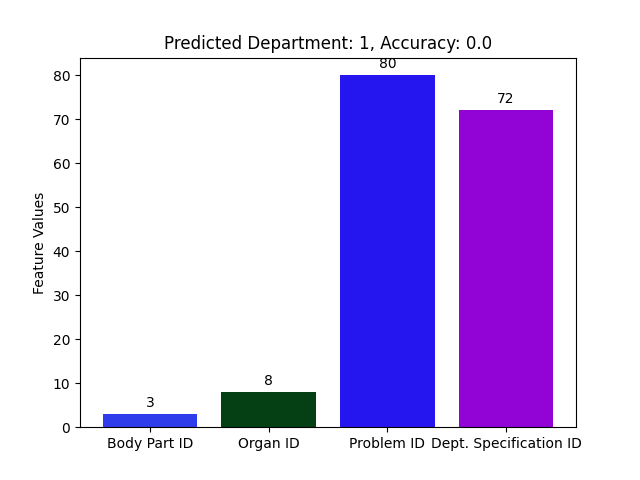 Predicted Department: 1, Accuracy: 0.0
Feature Values
80
70
60
50
40
30
20
10
0
3
8
80
72
Body Part ID
Organ ID
Problem ID
Dept. Specification ID